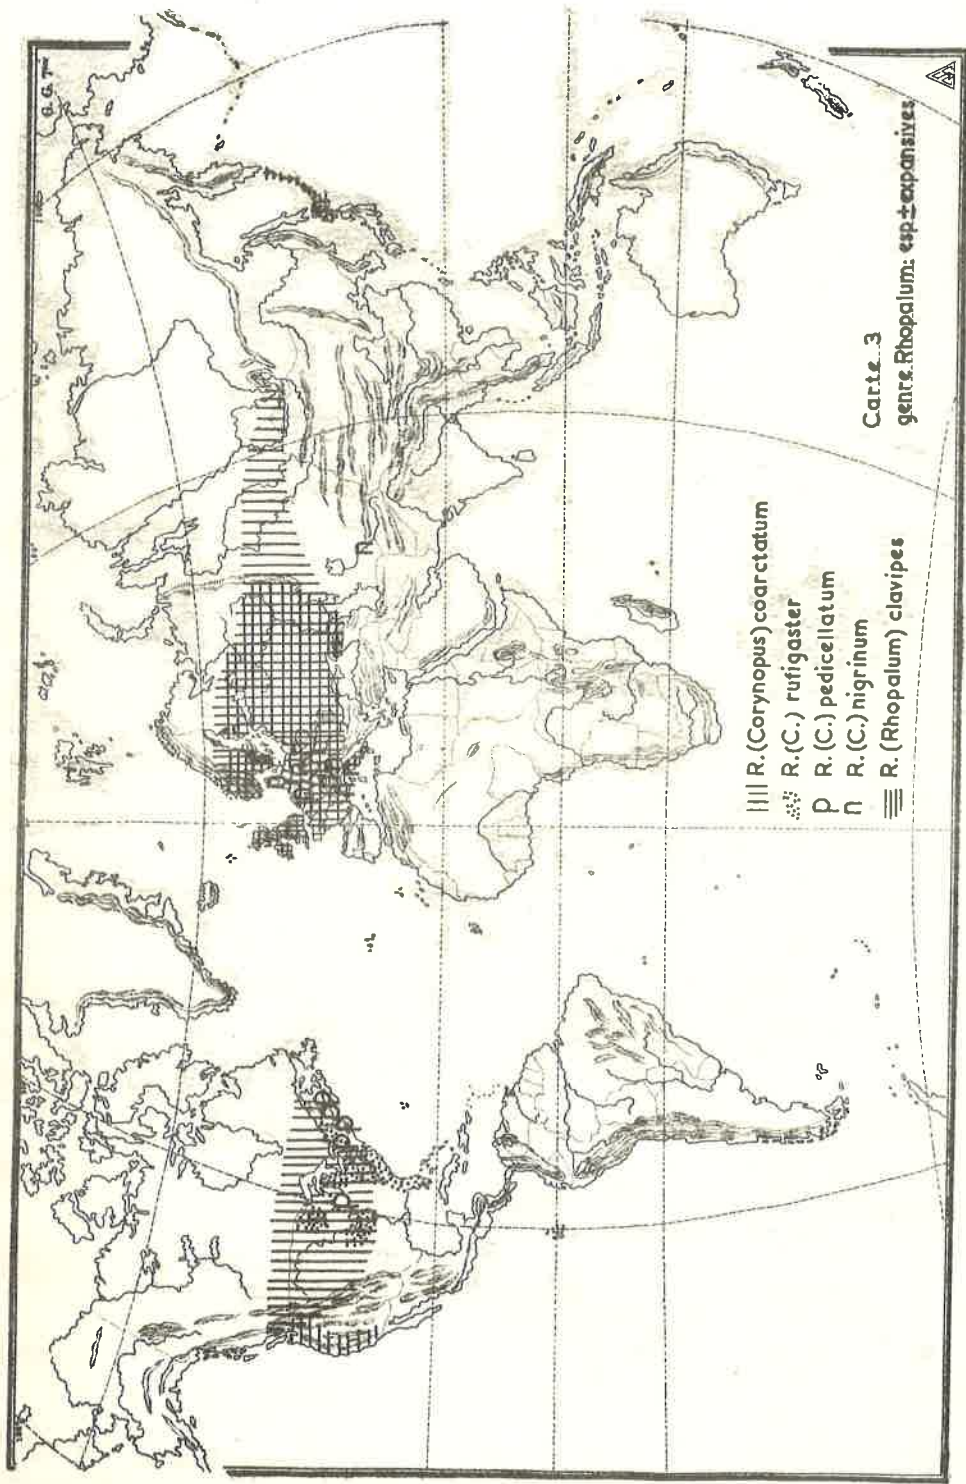 G. G. T.
Carte 3
genre Rhopalum: esp ± expansives
R. (Corynopus) coarctatum
R. (C.) rufigaster
p R. (C.) pedicellatum
n R. (C.) nigrinum
R. (Rhopalum) clavipes